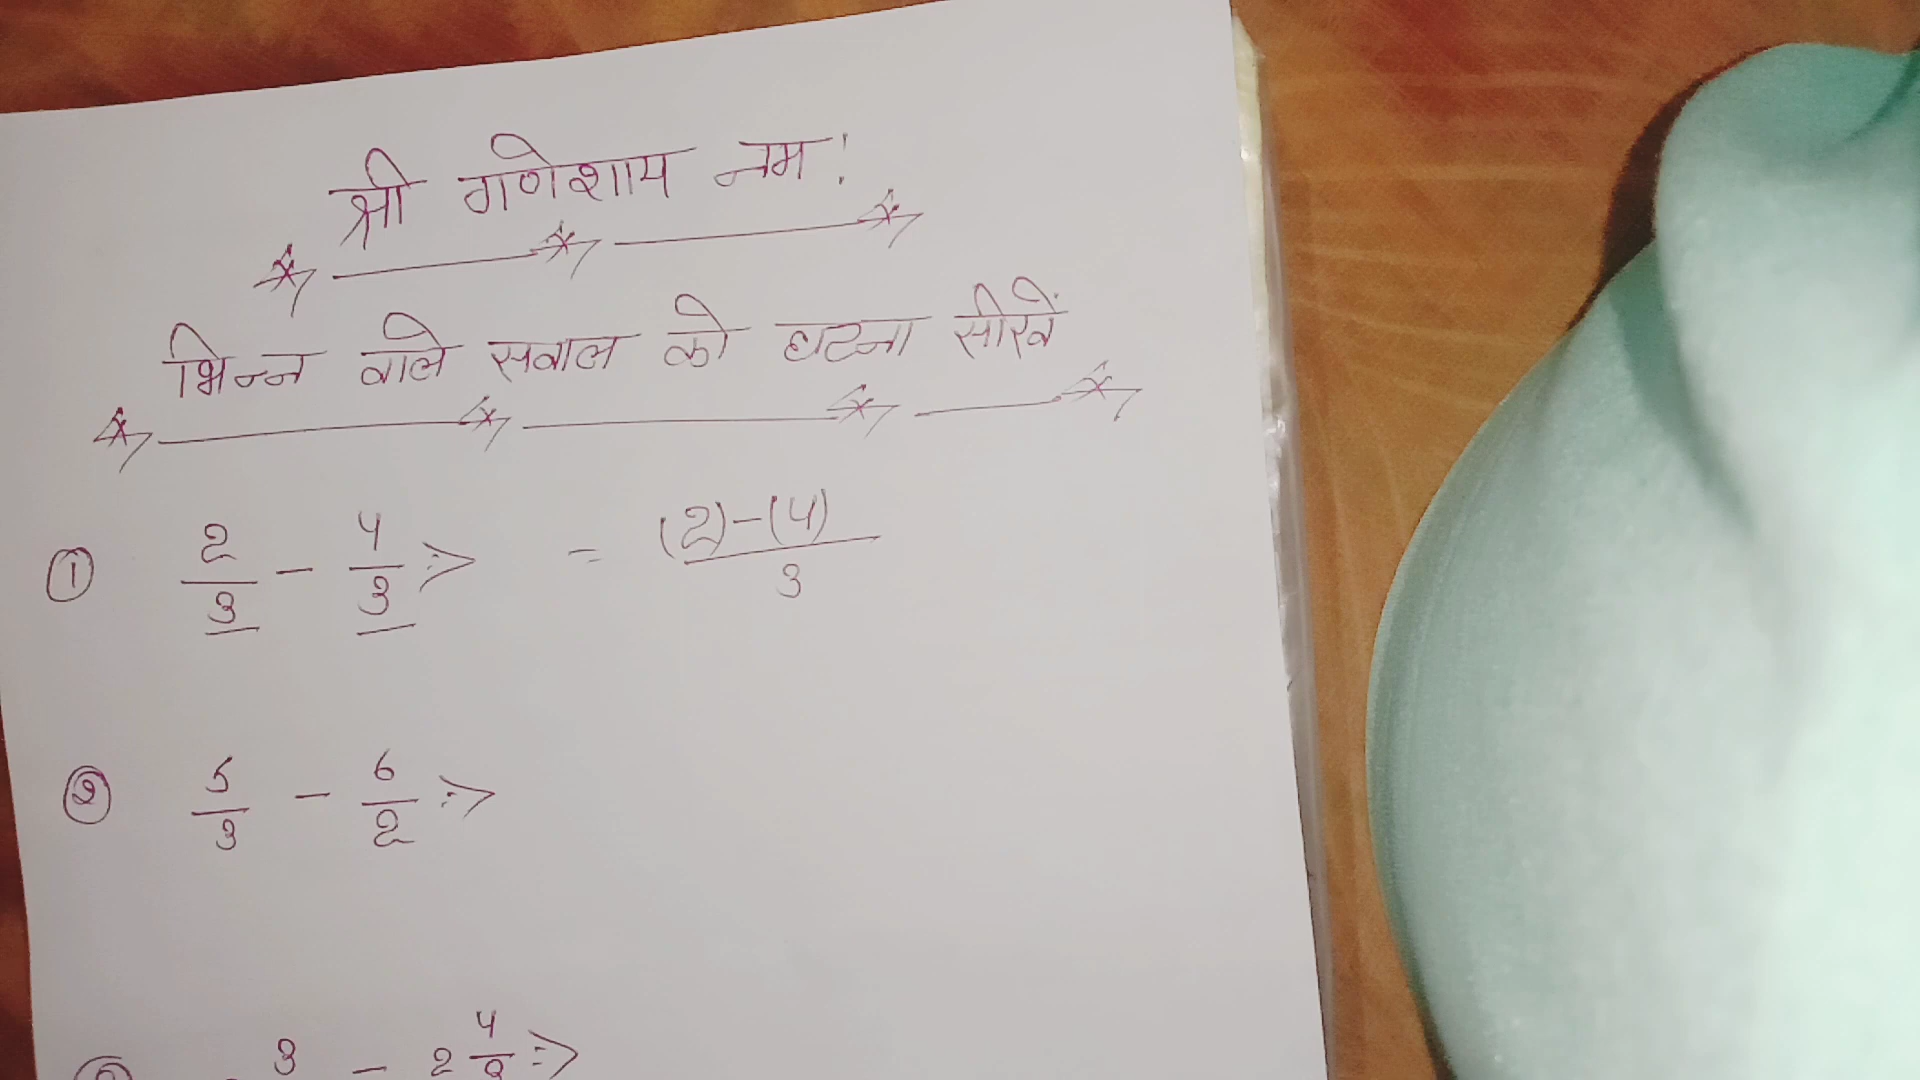 श्री गणेशाय नम:
भिन्न वाले सवाल को घटना सीखें
① 2/3 - 4/3 ⇒ = (2)-(4)/3
② 5/3 - 6/2 ⇒
3 - 2 4/2 ⇒